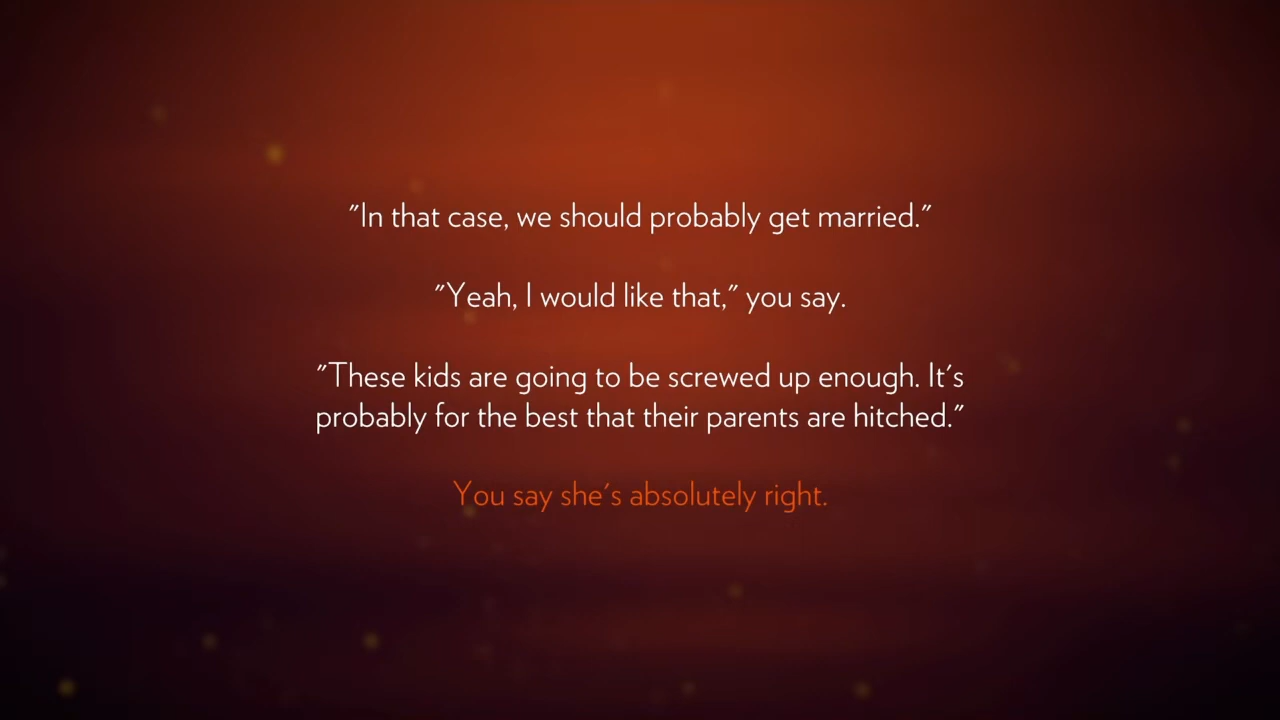 "In that case, we should probably get married."
"Yeah, I would like that," you say.
"These kids are going to be screwed up enough. It's
probably for the best that their parents are hitched."
You say she's absolutely right.